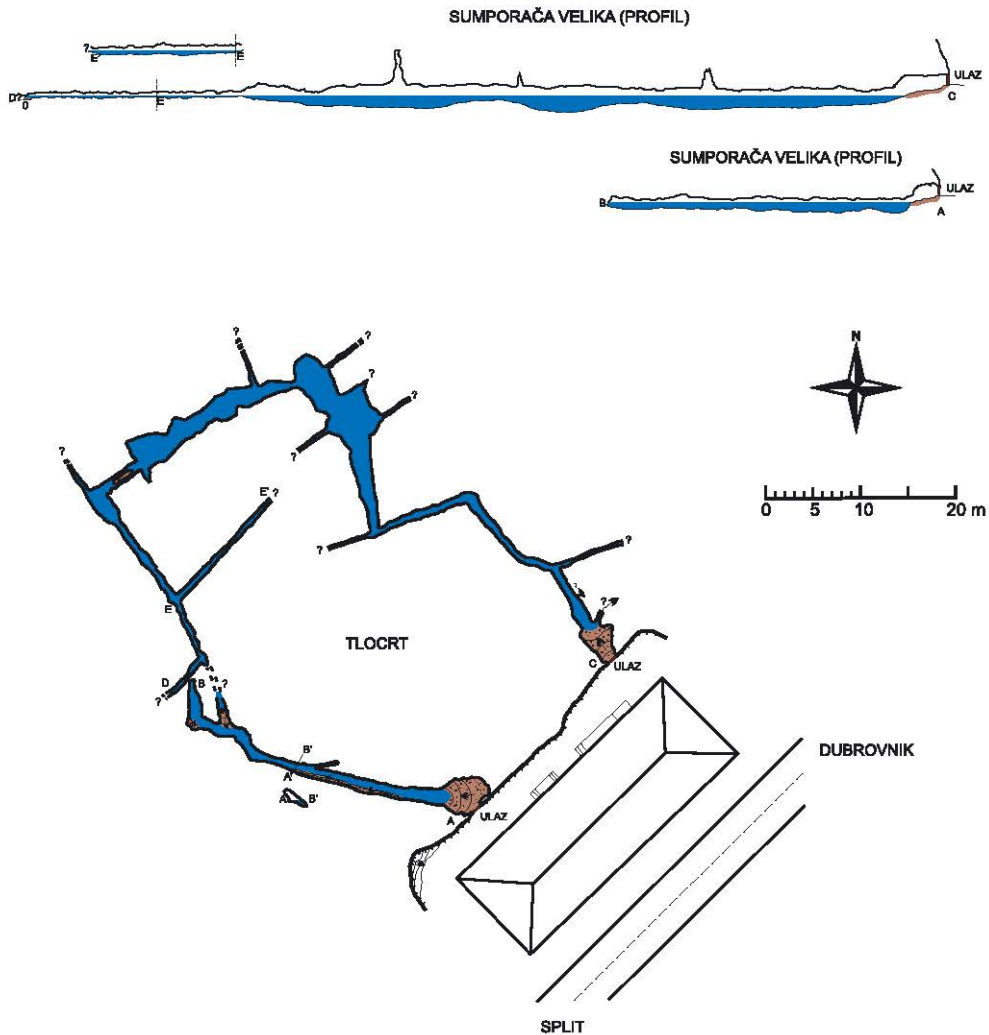 SUMPORAČA VELIKA (PROFIL)
? E' E
D? E ULAZ
C
SUMPORAČA VELIKA (PROFIL)
B ULAZ
A
N
? ? ?
? ?
? E' ?
0 5 10 20 m
? ?
E
TLOCRT
?
D B ?
C ULAZ
?
B'
A'
A B'
DUBROVNIK
A ULAZ
SPLIT